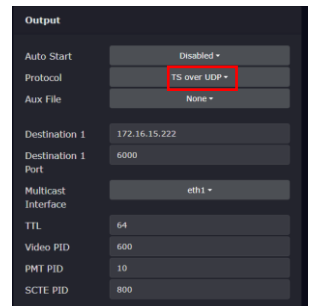 Output
Auto Start Disabled
Protocol TS over UDP
Aux File None
Destination 1 172.16.15.222
Destination 1 Port 6000
Multicast Interface eth1
TTL 64
Video PID 600
PMT PID 10
SCTE PID 800